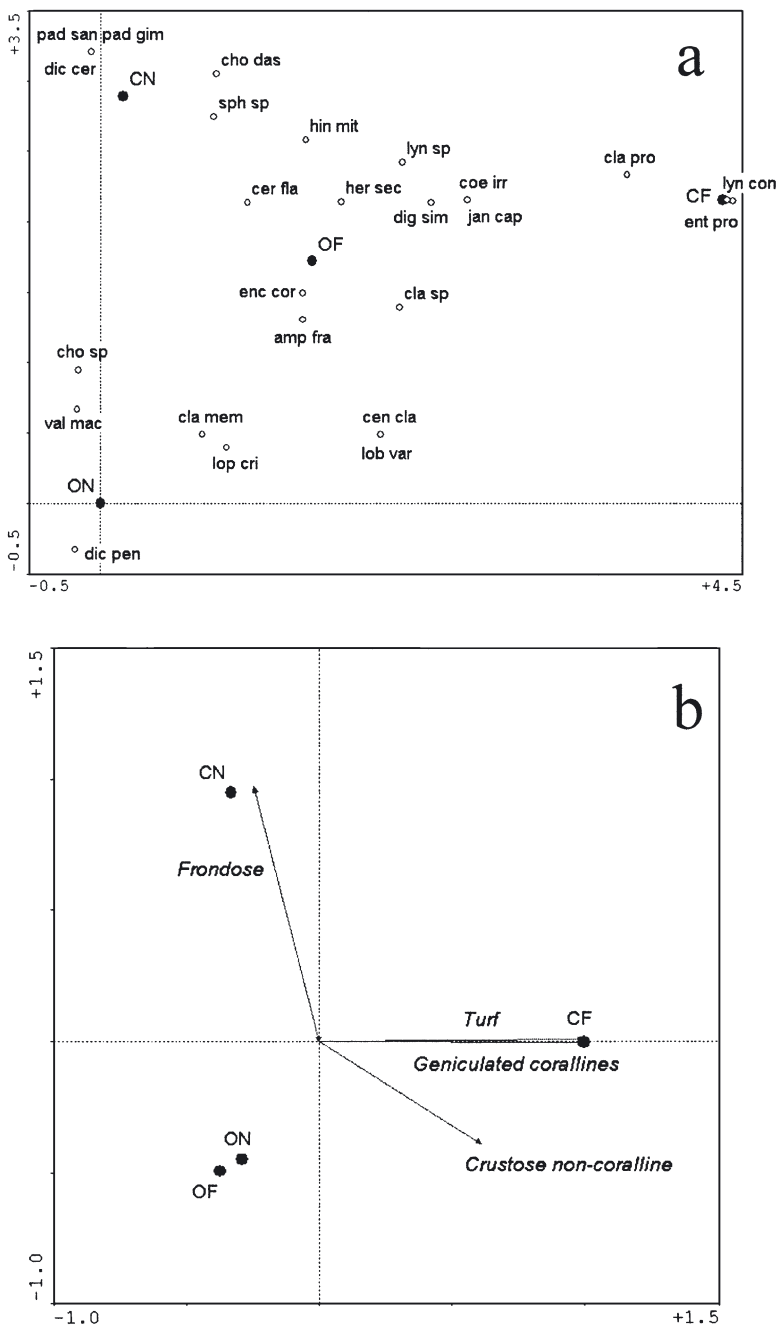 +3.5
a
pad san pad gim
dic cer
CN
cho das
sph sp
hin mit
lyn sp
cla pro
cer fla
her sec
coe irr
lyn con
CF
dig sim
jan cap
ent pro
OF
enc cor
cla sp
amp fra
cho sp
val mac
cla mem
cen cla
lop cri
lob var
ON
dic pen
-0.5
-0.5
+4.5
+1.5
b
CN
Frondose
Turf
CF
Geniculated corallines
ON
Crustose non-coralline
OF
-1.0
-1.0
+1.5